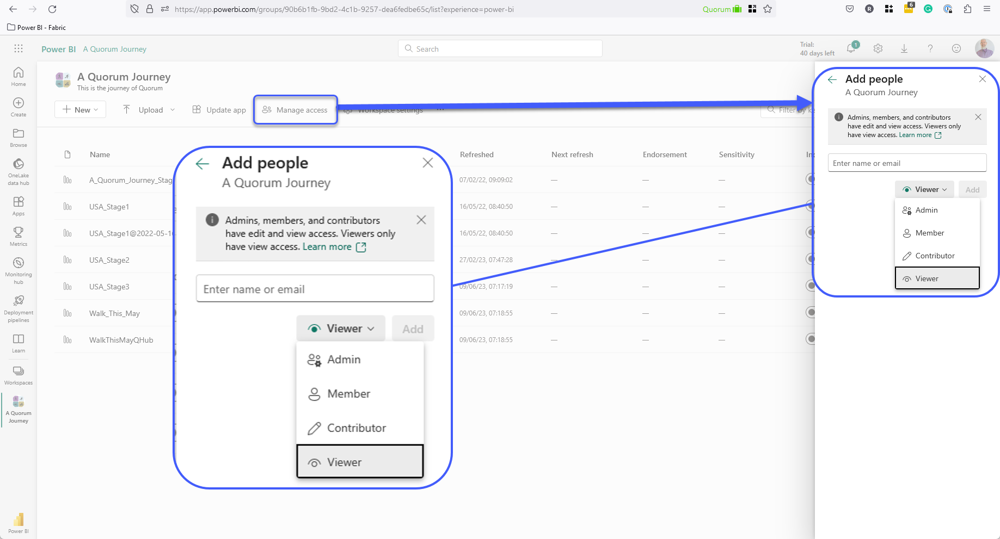 https://app.powerbi.com/groups/90b6b1fb-9bd2-4c1b-9257-dea6fedbe65c/list?experience=power-bi
Quorum
R
6
Power BI - Fabric
Power BI
A Quorum Journey
Search
Trial:
40 days left
1
Home
Create
Browse
OneLake
data hub
Apps
Metrics
Monitoring
hub
Deployment
pipelines
Learn
Workspaces
A Quorum
Journey
Power BI
A Quorum Journey
This is the journey of Quorum
New
Upload
Update app
Manage access
Workspace settings
Filter by
Name
Refreshed
Next refresh
Endorsement
Sensitivity
A_Quorum_Journey_Stag
07/02/22, 09:09:02
—
—
—
USA_Stage1
16/05/22, 08:40:50
—
—
—
USA_Stage1@2022-05-1
16/05/22, 08:40:50
—
—
—
USA_Stage2
27/02/23, 07:47:28
—
—
—
USA_Stage3
09/06/23, 07:17:19
—
—
—
Walk_This_May
09/06/23, 07:18:55
—
—
—
WalkThisMayQHub
09/06/23, 07:18:55
—
—
—
Add people
A Quorum Journey
Admins, members, and contributors
have edit and view access. Viewers only
have view access. Learn more
Enter name or email
Viewer
Add
Admin
Member
Contributor
Viewer
Add people
A Quorum Journey
Admins, members, and contributors
have edit and view access. Viewers only
have view access. Learn more
Enter name or email
Viewer
Add
Admin
Member
Contributor
Viewer